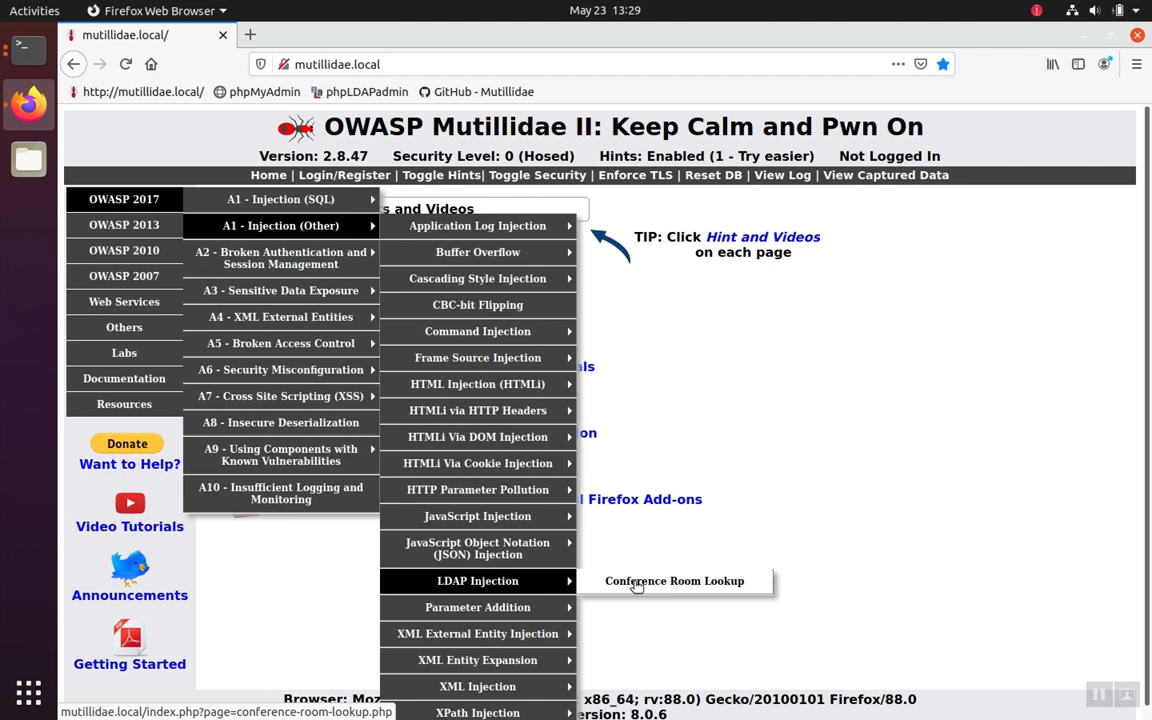 Activities
Firefox Web Browser
May 23 13:29
mutillidae.local/
mutillidae.local
http://mutillidae.local/
phpMyAdmin
phpLDAPadmin
GitHub - Mutillidae
OWASP Mutillidae II: Keep Calm and Pwn On
Version: 2.8.47 Security Level: 0 (Hosed) Hints: Enabled (1 - Try easier) Not Logged In
Home | Login/Register | Toggle Hints| Toggle Security | Enforce TLS | Reset DB | View Log | View Captured Data
OWASP 2017
OWASP 2013
OWASP 2010
OWASP 2007
Web Services
Others
Labs
Documentation
Resources
Donate
Want to Help?
Video Tutorials
Announcements
Getting Started
A1 - Injection (SQL)
A1 - Injection (Other)
A2 - Broken Authentication and
Session Management
A3 - Sensitive Data Exposure
A4 - XML External Entities
A5 - Broken Access Control
A6 - Security Misconfiguration
A7 - Cross Site Scripting (XSS)
A8 - Insecure Deserialization
A9 - Using Components with
Known Vulnerabilities
A10 - Insufficient Logging and
Monitoring
s and Videos
Application Log Injection
Buffer Overflow
Cascading Style Injection
CBC-bit Flipping
Command Injection
Frame Source Injection
HTML Injection (HTMLi)
HTMLi via HTTP Headers
HTMLi Via DOM Injection
HTMLi Via Cookie Injection
HTTP Parameter Pollution
JavaScript Injection
JavaScript Object Notation
(JSON) Injection
LDAP Injection
Parameter Addition
XML External Entity Injection
XML Entity Expansion
XML Injection
XPath Injection
Conference Room Lookup
TIP: Click Hint and Videos
on each page
als
on
l Firefox Add-ons
Browser: Moz
x86_64; rv:88.0) Gecko/20100101 Firefox/88.0
ersion: 8.0.6
mutillidae.local/index.php?page=conference-room-lookup.php